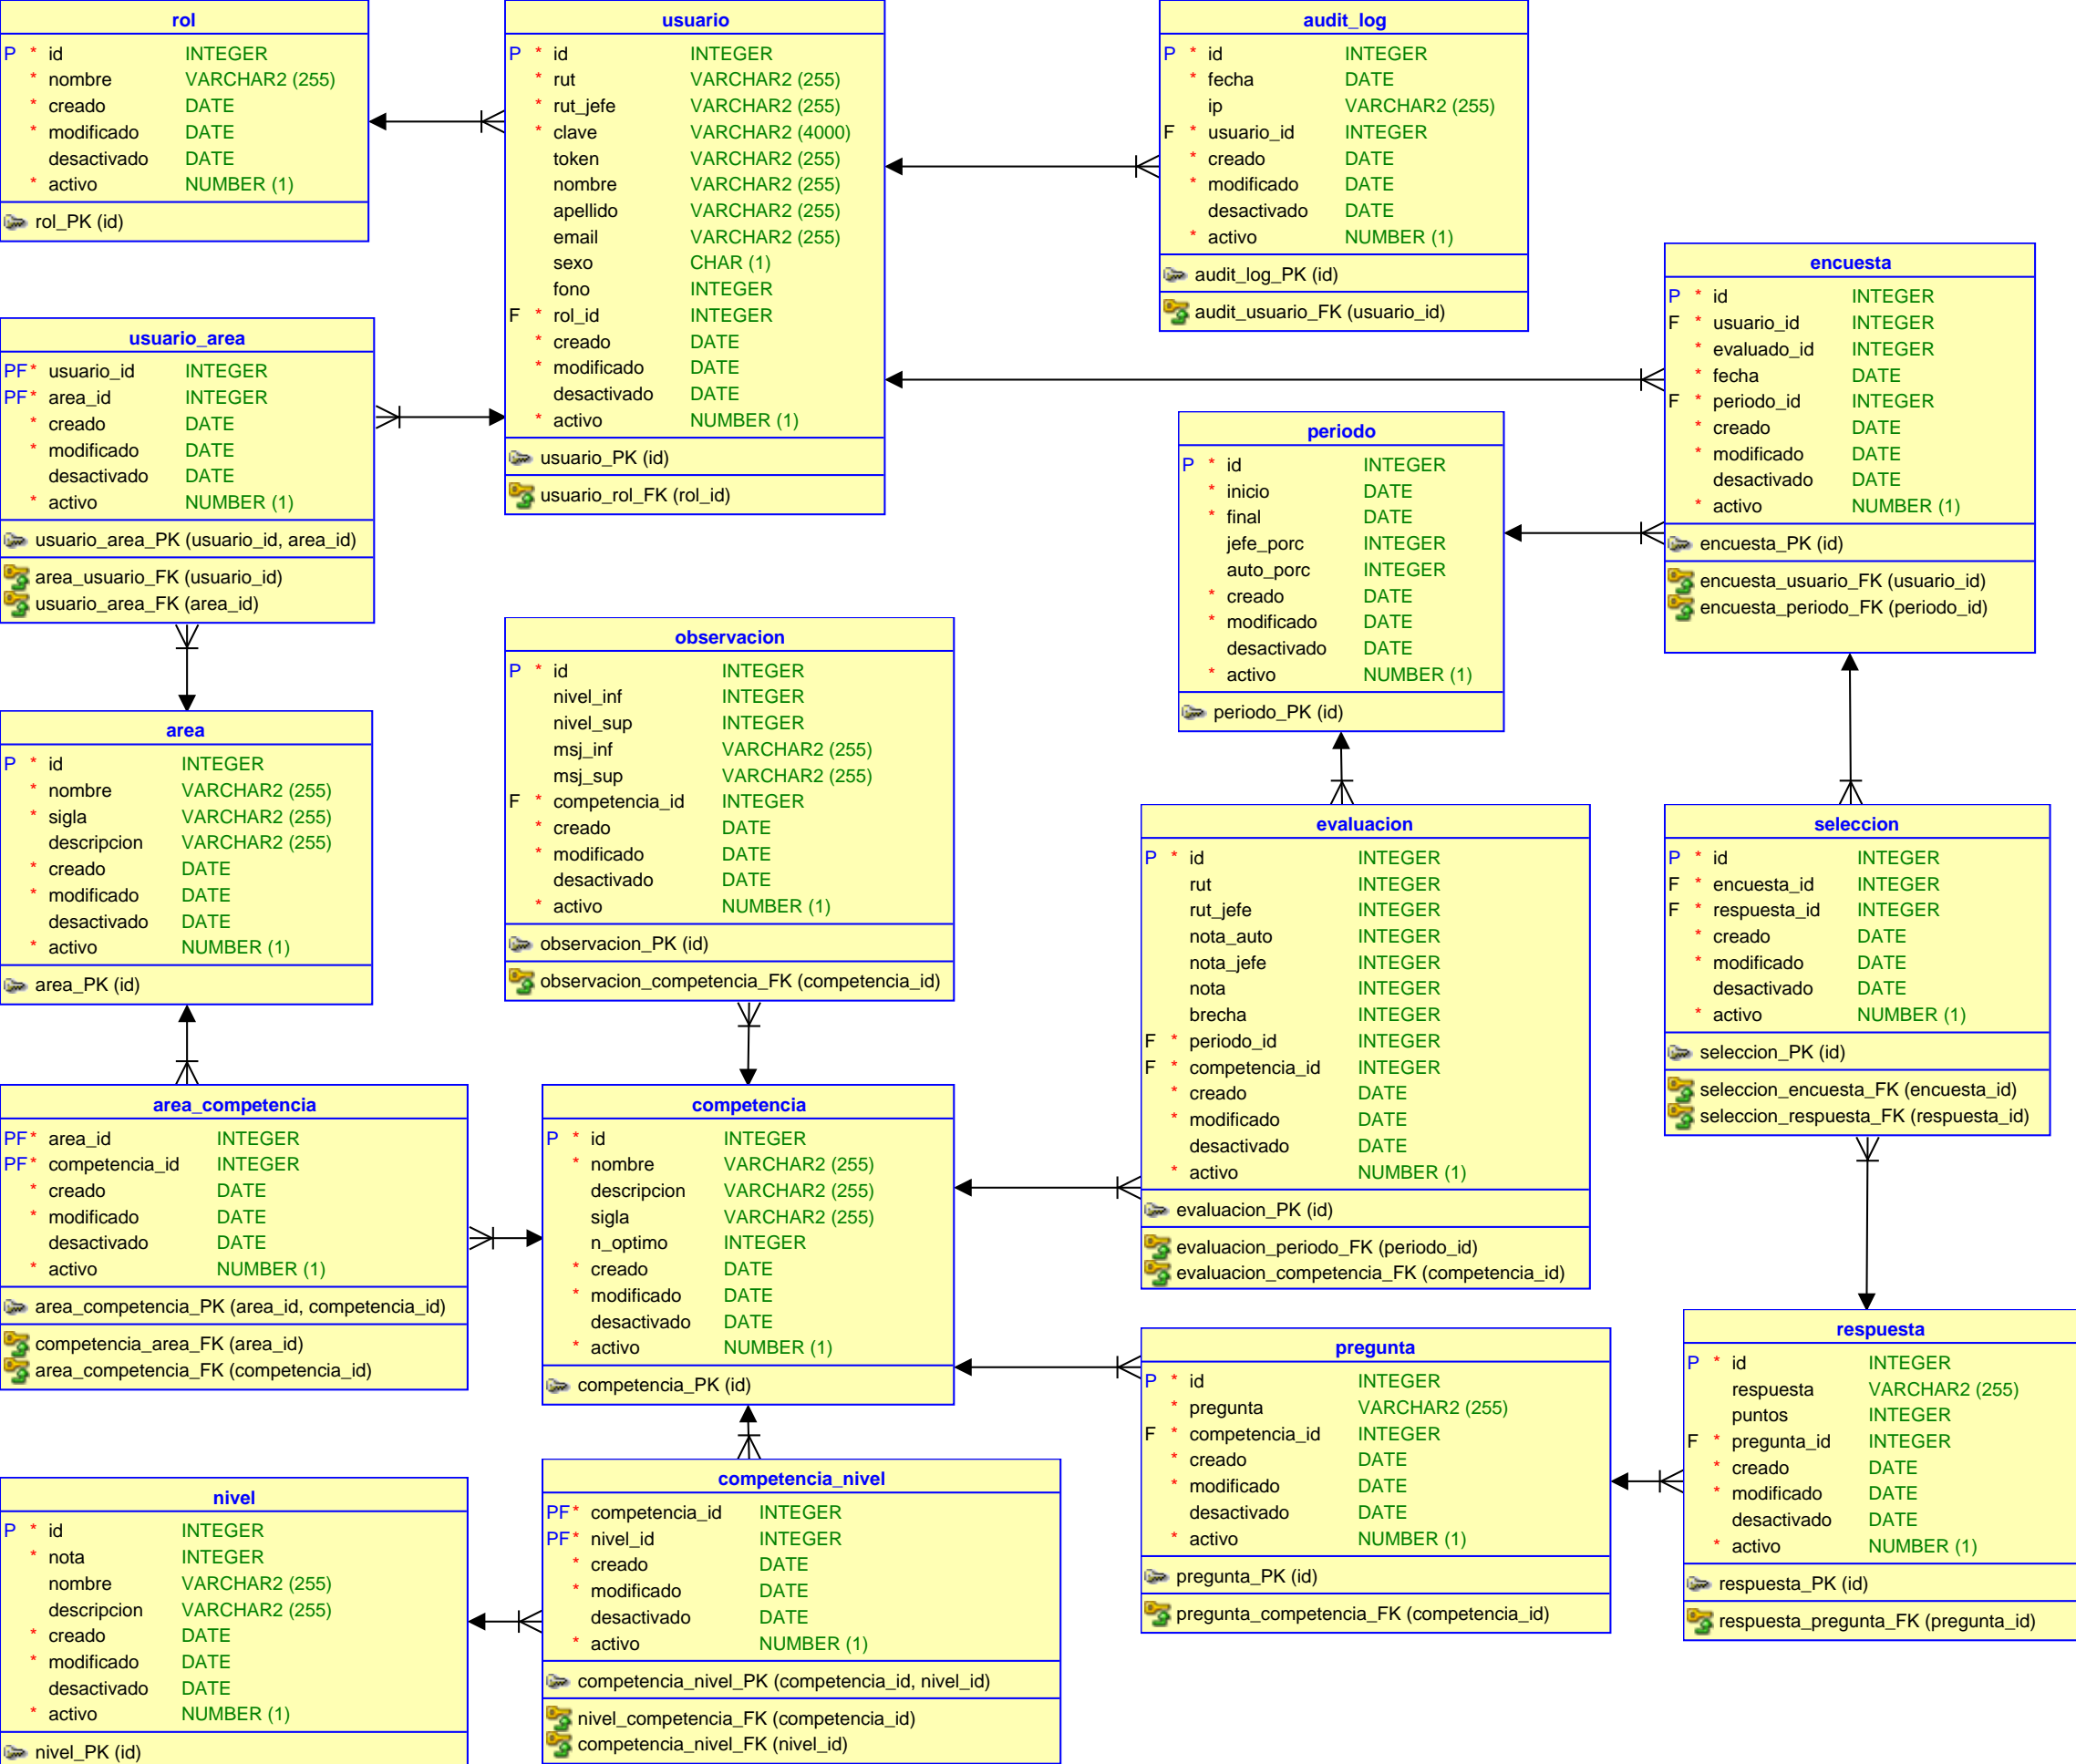 rol
P * id INTEGER
* nombre VARCHAR2 (255)
* creado DATE
* modificado DATE
desactivado DATE
* activo NUMBER (1)
rol_PK (id)
usuario
P * id INTEGER
* rut VARCHAR2 (255)
* rut_jefe VARCHAR2 (255)
* clave VARCHAR2 (4000)
token VARCHAR2 (255)
nombre VARCHAR2 (255)
apellido VARCHAR2 (255)
email VARCHAR2 (255)
sexo CHAR (1)
fono INTEGER
F * rol_id INTEGER
* creado DATE
* modificado DATE
desactivado DATE
* activo NUMBER (1)
usuario_PK (id)
usuario_rol_FK (rol_id)
audit_log
P * id INTEGER
* fecha DATE
ip VARCHAR2 (255)
F * usuario_id INTEGER
* creado DATE
* modificado DATE
desactivado DATE
* activo NUMBER (1)
audit_log_PK (id)
audit_usuario_FK (usuario_id)
encuesta
P * id INTEGER
F * usuario_id INTEGER
* evaluado_id INTEGER
* fecha DATE
F * periodo_id INTEGER
* creado DATE
* modificado DATE
desactivado DATE
* activo NUMBER (1)
encuesta_PK (id)
encuesta_usuario_FK (usuario_id)
encuesta_periodo_FK (periodo_id)
usuario_area
PF* usuario_id INTEGER
PF* area_id INTEGER
* creado DATE
* modificado DATE
desactivado DATE
* activo NUMBER (1)
usuario_area_PK (usuario_id, area_id)
area_usuario_FK (usuario_id)
usuario_area_FK (area_id)
periodo
P * id INTEGER
* inicio DATE
* final DATE
jefe_porc INTEGER
auto_porc INTEGER
* creado DATE
* modificado DATE
desactivado DATE
* activo NUMBER (1)
periodo_PK (id)
observacion
P * id INTEGER
nivel_inf INTEGER
nivel_sup INTEGER
msj_inf VARCHAR2 (255)
msj_sup VARCHAR2 (255)
F * competencia_id INTEGER
* creado DATE
* modificado DATE
desactivado DATE
* activo NUMBER (1)
observacion_PK (id)
observacion_competencia_FK (competencia_id)
area
P * id INTEGER
* nombre VARCHAR2 (255)
* sigla VARCHAR2 (255)
descripcion VARCHAR2 (255)
* creado DATE
* modificado DATE
desactivado DATE
* activo NUMBER (1)
area_PK (id)
evaluacion
P * id INTEGER
rut INTEGER
rut_jefe INTEGER
nota_auto INTEGER
nota_jefe INTEGER
nota INTEGER
brecha INTEGER
F * periodo_id INTEGER
F * competencia_id INTEGER
* creado DATE
* modificado DATE
desactivado DATE
* activo NUMBER (1)
evaluacion_PK (id)
evaluacion_periodo_FK (periodo_id)
evaluacion_competencia_FK (competencia_id)
seleccion
P * id INTEGER
F * encuesta_id INTEGER
F * respuesta_id INTEGER
* creado DATE
* modificado DATE
desactivado DATE
* activo NUMBER (1)
seleccion_PK (id)
seleccion_encuesta_FK (encuesta_id)
seleccion_respuesta_FK (respuesta_id)
area_competencia
PF* area_id INTEGER
PF* competencia_id INTEGER
* creado DATE
* modificado DATE
desactivado DATE
* activo NUMBER (1)
area_competencia_PK (area_id, competencia_id)
competencia_area_FK (area_id)
area_competencia_FK (competencia_id)
competencia
P * id INTEGER
* nombre VARCHAR2 (255)
descripcion VARCHAR2 (255)
sigla VARCHAR2 (255)
n_optimo INTEGER
* creado DATE
* modificado DATE
desactivado DATE
* activo NUMBER (1)
competencia_PK (id)
pregunta
P * id INTEGER
* pregunta VARCHAR2 (255)
F * competencia_id INTEGER
* creado DATE
* modificado DATE
desactivado DATE
* activo NUMBER (1)
pregunta_PK (id)
pregunta_competencia_FK (competencia_id)
respuesta
P * id INTEGER
respuesta VARCHAR2 (255)
puntos INTEGER
F * pregunta_id INTEGER
* creado DATE
* modificado DATE
desactivado DATE
* activo NUMBER (1)
respuesta_PK (id)
respuesta_pregunta_FK (pregunta_id)
nivel
P * id INTEGER
* nota INTEGER
nombre VARCHAR2 (255)
descripcion VARCHAR2 (255)
* creado DATE
* modificado DATE
desactivado DATE
* activo NUMBER (1)
nivel_PK (id)
competencia_nivel
PF* competencia_id INTEGER
PF* nivel_id INTEGER
* creado DATE
* modificado DATE
desactivado DATE
* activo NUMBER (1)
competencia_nivel_PK (competencia_id, nivel_id)
nivel_competencia_FK (competencia_id)
competencia_nivel_FK (nivel_id)